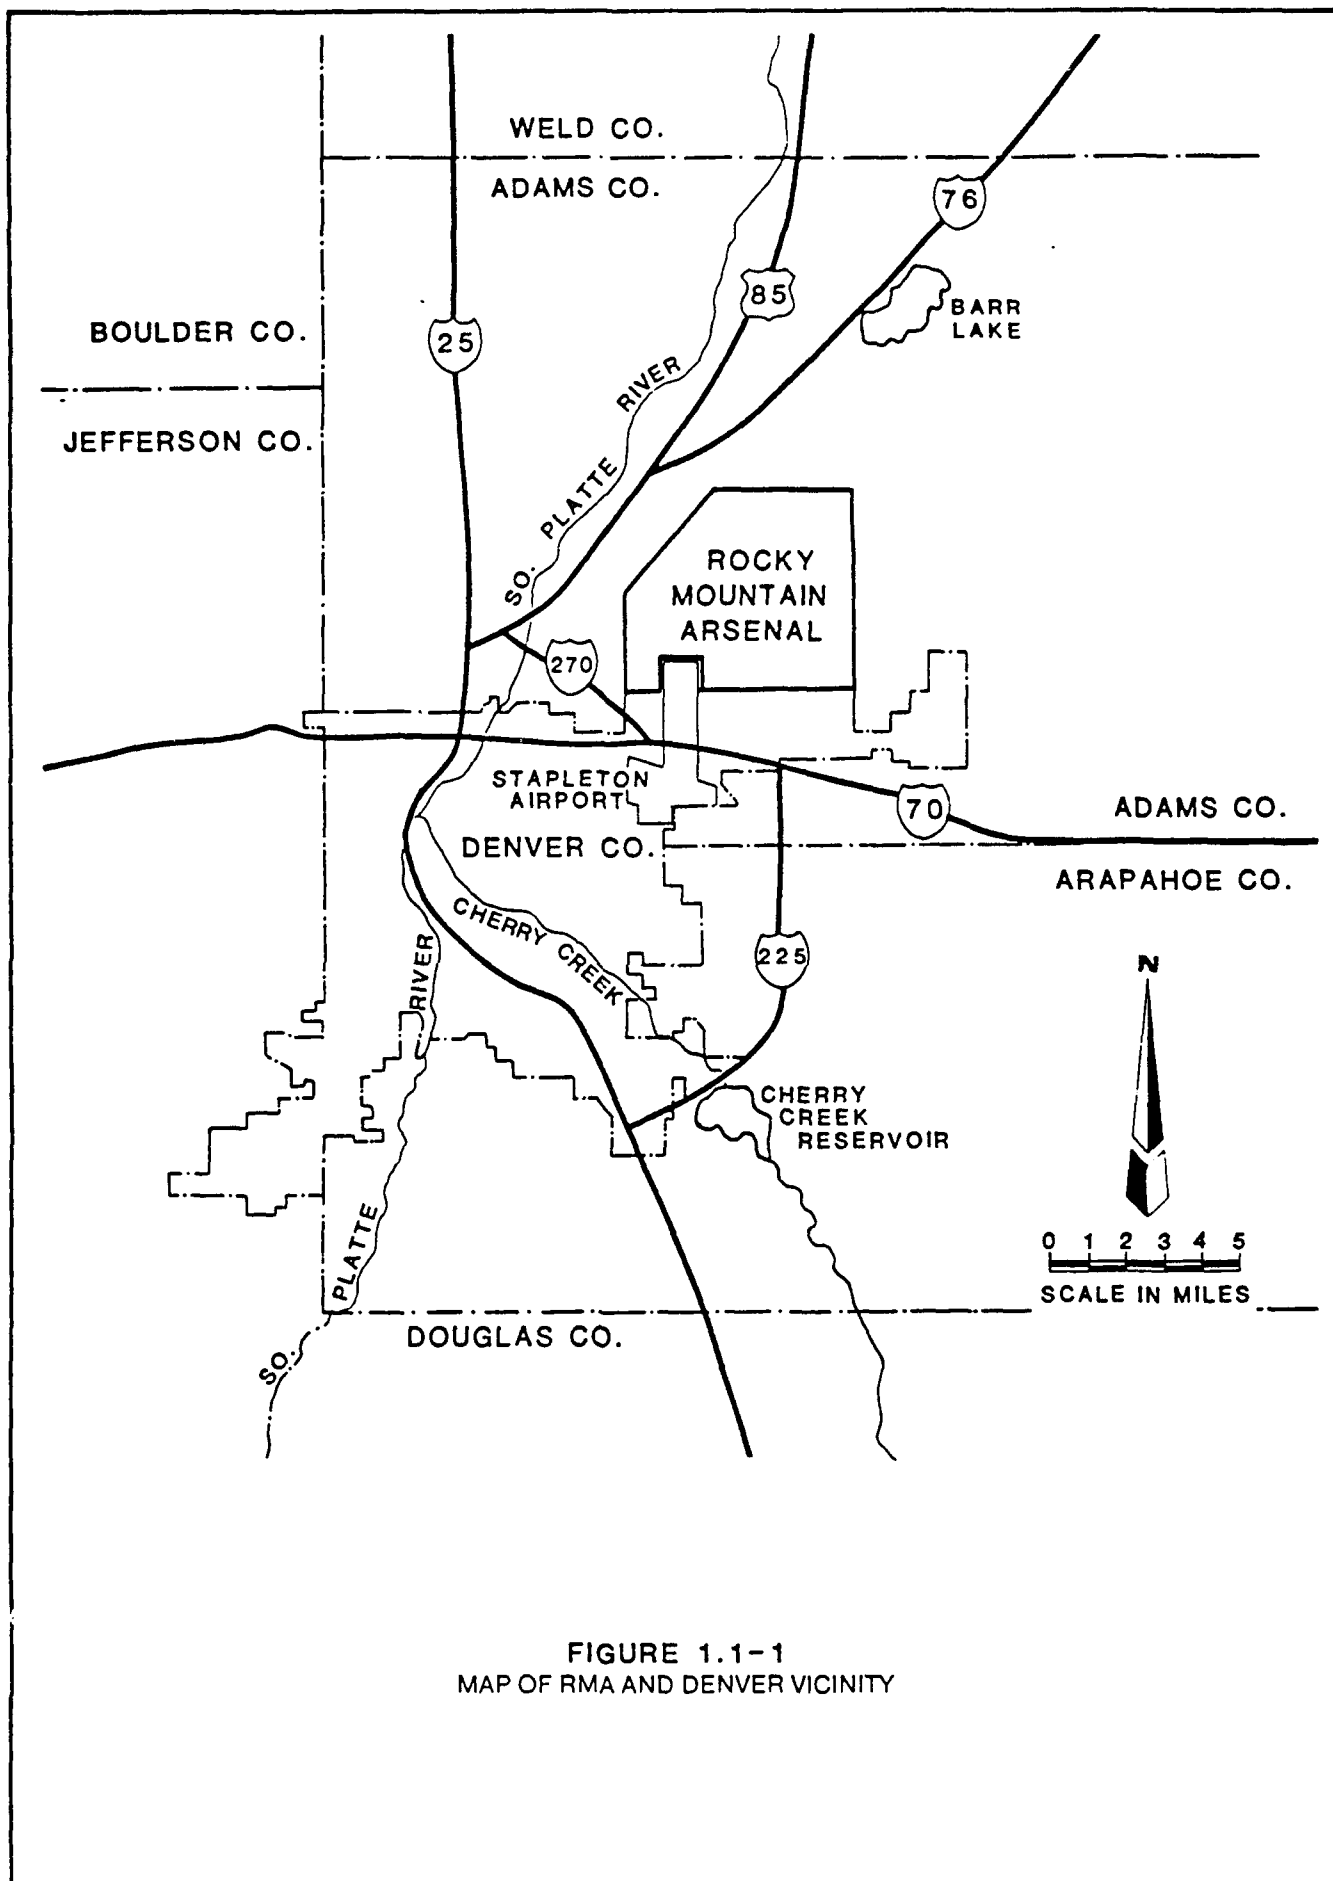 WELD CO.
ADAMS CO.
76
85
BARR
LAKE
BOULDER CO.
25
JEFFERSON CO.
SO. PLATTE RIVER
ROCKY
MOUNTAIN
ARSENAL
270
STAPLETON
AIRPORT
70
ADAMS CO.
DENVER CO.
ARAPAHOE CO.
CHERRY CREEK
225
N
CHERRY
CREEK
RESERVOIR
SO. PLATTE RIVER
0 1 2 3 4 5
SCALE IN MILES
DOUGLAS CO.
FIGURE 1.1-1
MAP OF RMA AND DENVER VICINITY